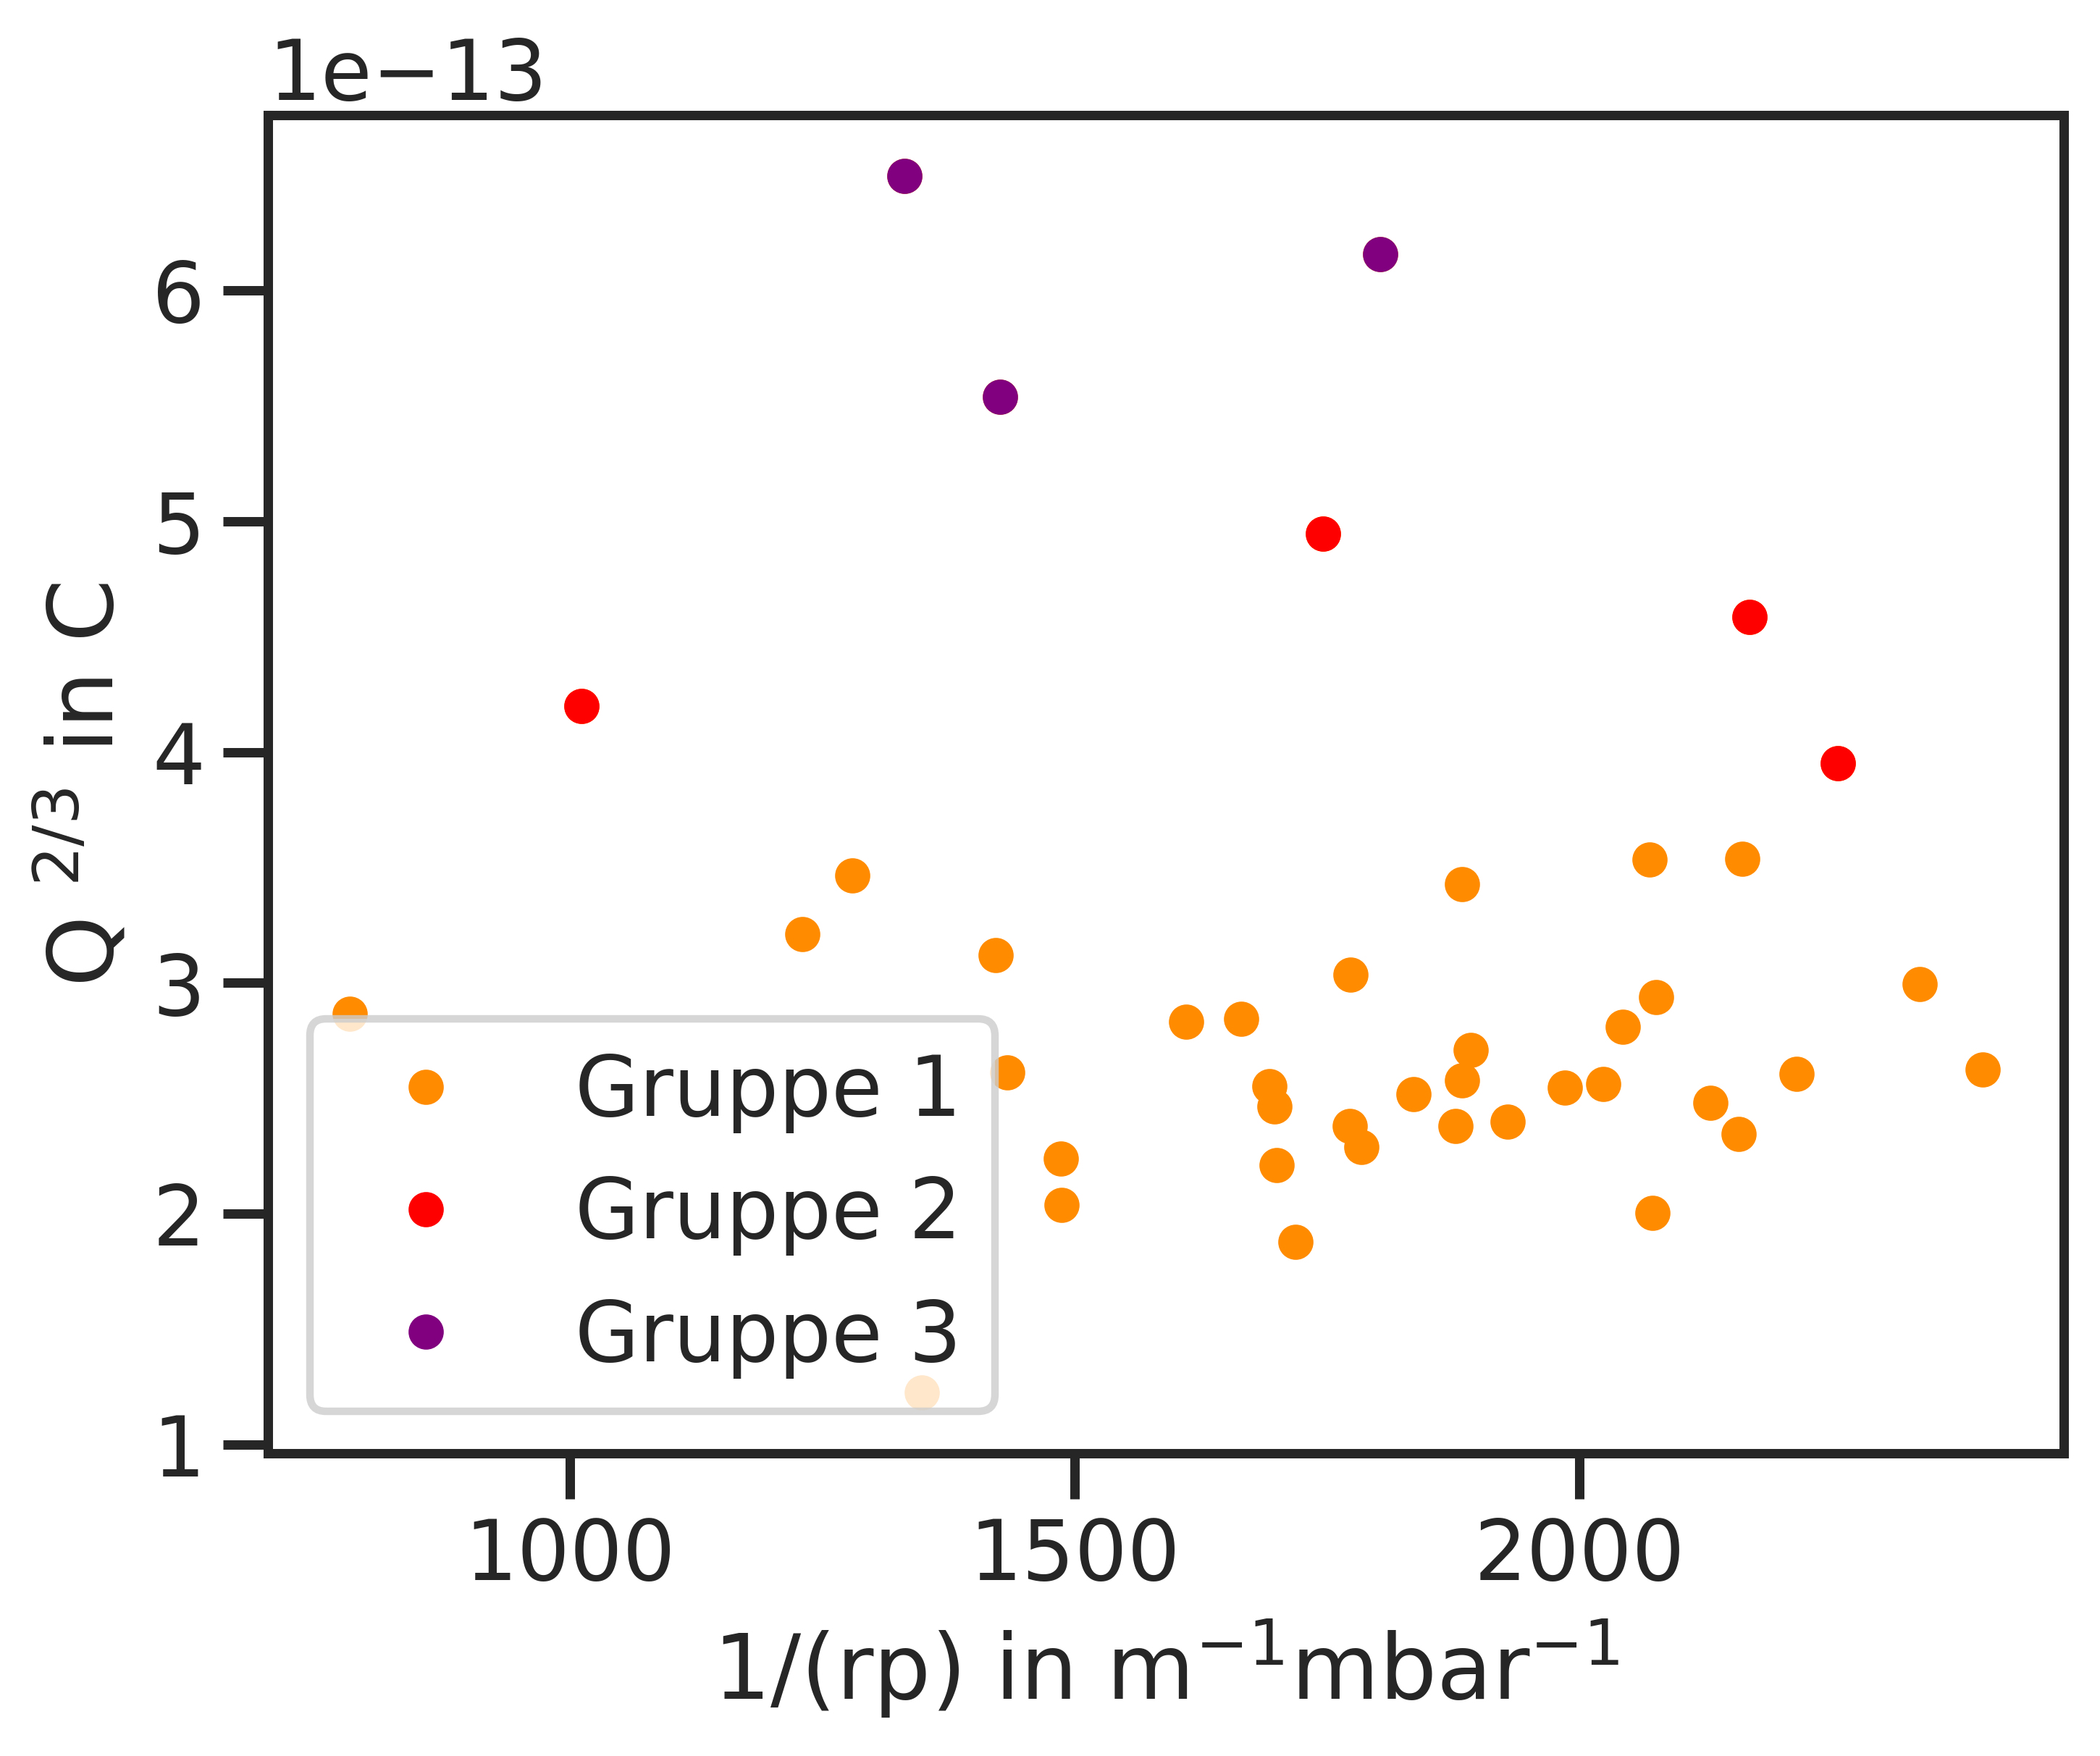 1e−13
6
5
4
3
2
1
Q^{2/3} in C
Gruppe 1
Gruppe 2
Gruppe 3
1000 1500 2000
1/(rp) in m⁻¹mbar⁻¹